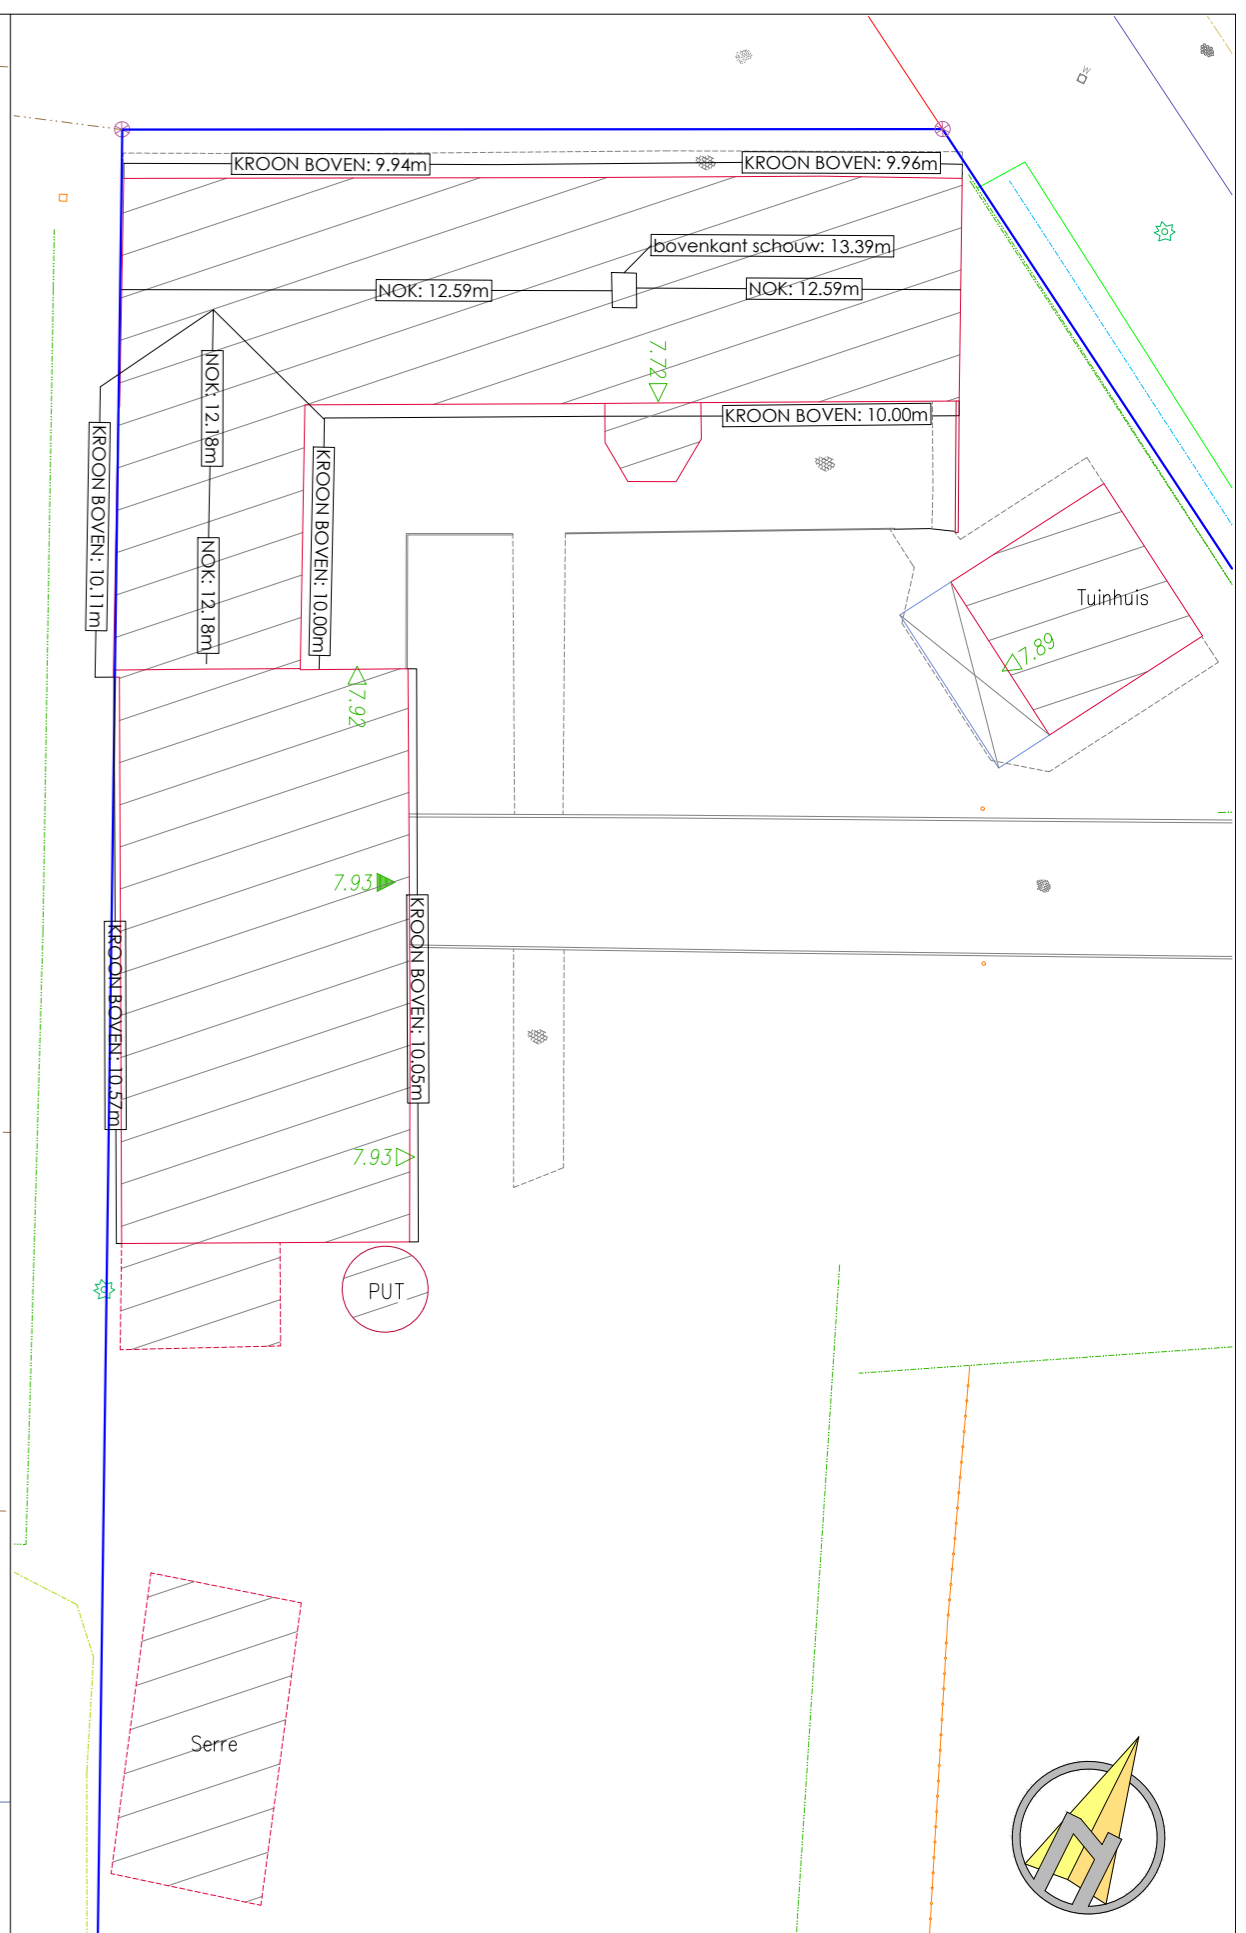 W
KROON BOVEN: 9.94m
KROON BOVEN: 9.96m
bovenkant schouw: 13.39m
NOK: 12.59m
NOK: 12.59m
7.72
NOK: 12.18m
KROON BOVEN: 10.00m
KROON BOVEN: 10.11m
KROON BOVEN: 10.00m
NOK: 12.18m
Tuinhuis
7.89
7.92
7.93
KROON BOVEN: 10.57m
KROON BOVEN: 10.05m
7.93
PUT
Serre
N